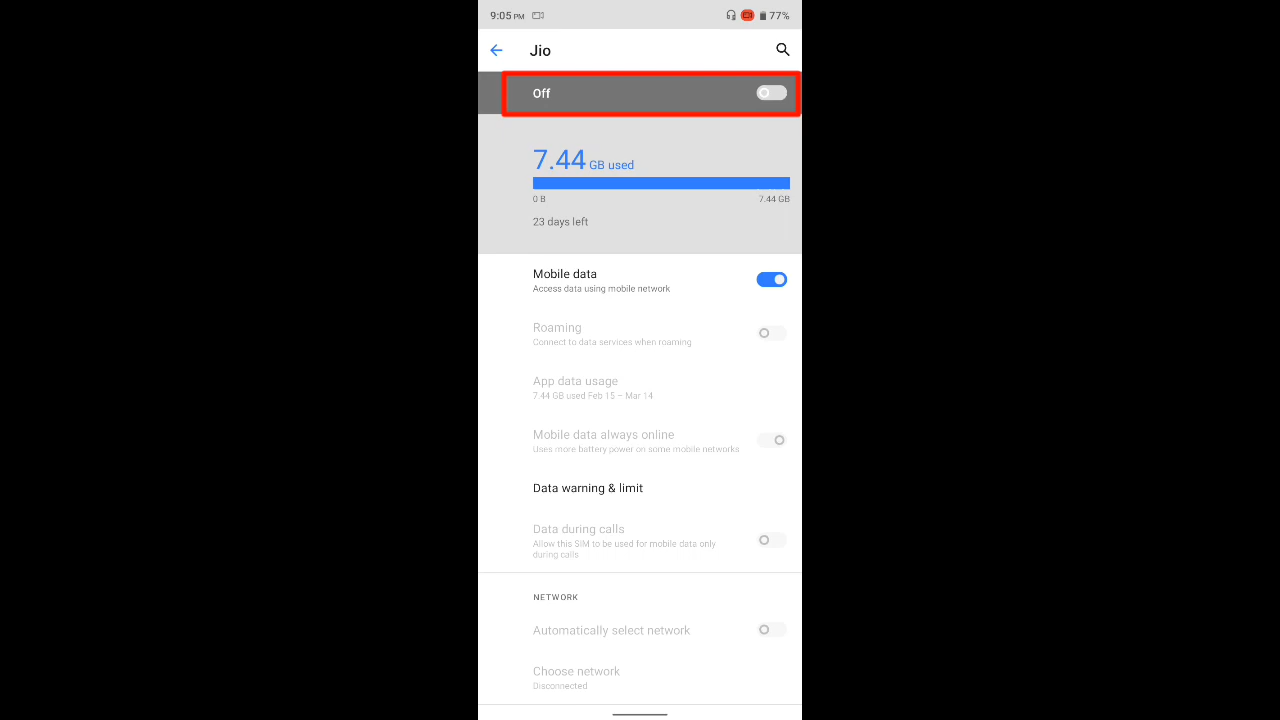 9:05 PM 77%
Jio
Off
7.44 GB used
0 B 7.44 GB
23 days left
Mobile data
Access data using mobile network
Roaming
Connect to data services when roaming
App data usage
7.44 GB used Feb 15 – Mar 14
Mobile data always online
Uses more battery power on some mobile networks
Data warning & limit
Data during calls
Allow this SIM to be used for mobile data only
during calls
NETWORK
Automatically select network
Choose network
Disconnected